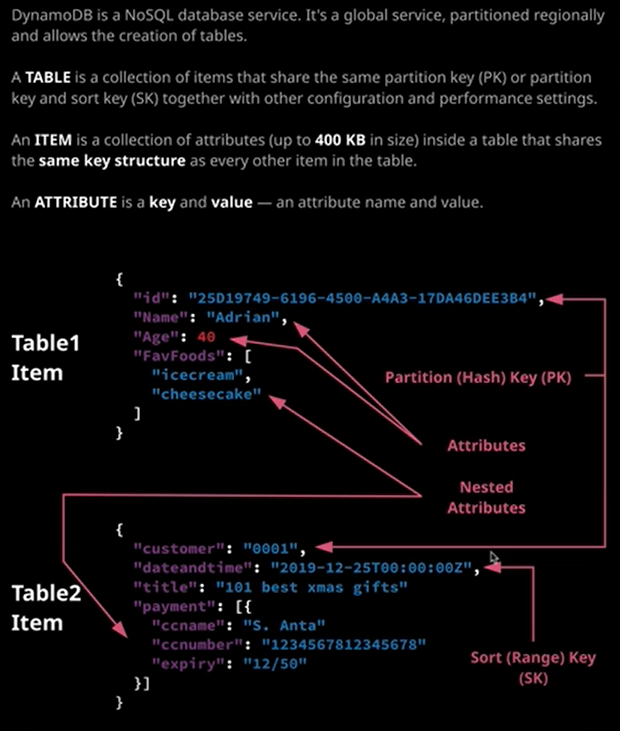 DynamoDB is a NoSQL database service. It's a global service, partitioned regionally
and allows the creation of tables.
A TABLE is a collection of items that share the same partition key (PK) or partition
key and sort key (SK) together with other configuration and performance settings.
An ITEM is a collection of attributes (up to 400 KB in size) inside a table that shares
the same key structure as every other item in the table.
An ATTRIBUTE is a key and value — an attribute name and value.
Table1
Item
{
"id": "25D19749-6196-4500-A4A3-17DA46DEE3B4",
"Name": "Adrian",
"Age": 40
"FavFoods": [
"icecream",
"cheesecake"
]
}
Partition (Hash) Key (PK)
Attributes
Nested
Attributes
Table2
Item
{
"customer": "0001",
"dateandtime": "2019-12-25T00:00:00Z",
"title": "101 best xmas gifts"
"payment": [{
"ccname": "S. Anta"
"ccnumber": "1234567812345678"
"expiry": "12/50"
}]
}
Sort (Range) Key
(SK)